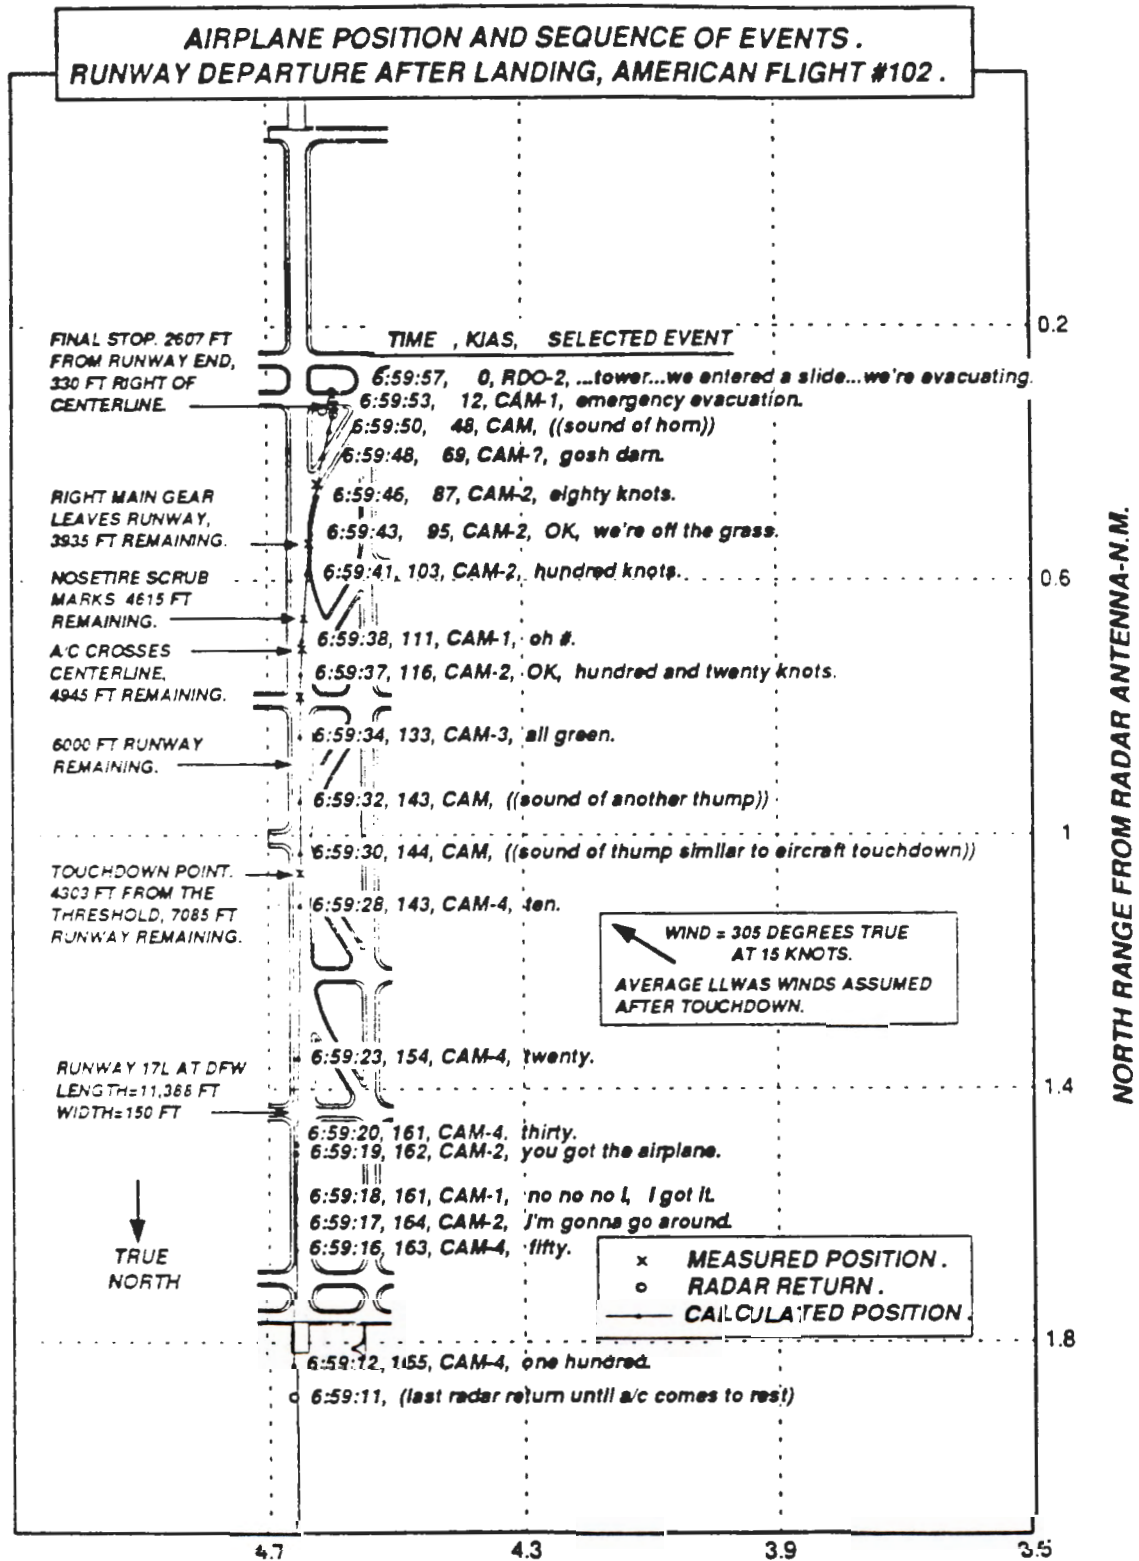 AIRPLANE POSITION AND SEQUENCE OF EVENTS .
RUNWAY DEPARTURE AFTER LANDING, AMERICAN FLIGHT #102 .
FINAL STOP. 2607 FT
FROM RUNWAY END,
330 FT RIGHT OF
CENTERLINE.
TIME , KIAS, SELECTED EVENT
6:59:57, 0, RDO-2, ...tower...we entered a slide...we're evacuating.
6:59:53, 12, CAM-1, emergency evacuation.
6:59:50, 48, CAM, ((sound of horn))
6:59:48, 69, CAM-?, gosh darn.
6:59:46, 87, CAM-2, eighty knots.
RIGHT MAIN GEAR
LEAVES RUNWAY,
3935 FT REMAINING.
6:59:43, 95, CAM-2, OK, we're off the grass.
6:59:41, 103, CAM-2, hundred knots.
NOSETIRE SCRUB
MARKS 4615 FT
REMAINING.
6:59:38, 111, CAM-1, oh #.
A/C CROSSES
CENTERLINE,
4945 FT REMAINING.
6:59:37, 116, CAM-2, OK, hundred and twenty knots.
6:59:34, 133, CAM-3, all green.
6000 FT RUNWAY
REMAINING.
6:59:32, 143, CAM, ((sound of another thump))
6:59:30, 144, CAM, ((sound of thump similar to aircraft touchdown))
TOUCHDOWN POINT.
4303 FT FROM THE
THRESHOLD, 7085 FT
RUNWAY REMAINING.
6:59:28, 143, CAM-4, ten.
WIND = 305 DEGREES TRUE
AT 15 KNOTS.
AVERAGE LLWAS WINDS ASSUMED
AFTER TOUCHDOWN.
6:59:23, 154, CAM-4, twenty.
RUNWAY 17L AT DFW
LENGTH=11,388 FT
WIDTH=150 FT
6:59:20, 161, CAM-4, thirty.
6:59:19, 162, CAM-2, you got the airplane.
6:59:18, 161, CAM-1, no no no I, I got it.
6:59:17, 164, CAM-2, I'm gonna go around.
6:59:16, 163, CAM-4, fifty.
TRUE
NORTH
x MEASURED POSITION .
o RADAR RETURN .
CALCULATED POSITION .
6:59:12, 165, CAM-4, one hundred.
6:59:11, (last radar return until a/c comes to rest)
0.2
0.6
1
1.4
1.8
NORTH RANGE FROM RADAR ANTENNA-N.M.
4.7 4.3 3.9 3.5